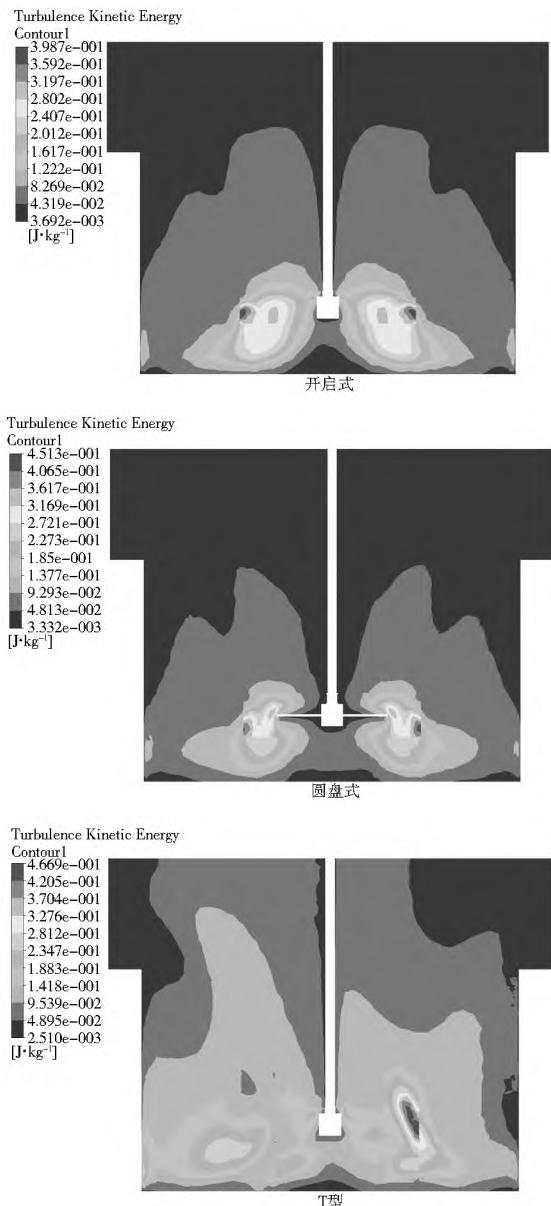 Turbulence Kinetic Energy
Contour1
3.987e-001
3.592e-001
3.197e-001
2.802e-001
2.407e-001
2.012e-001
1.617e-001
1.222e-001
8.269e-002
4.319e-002
3.692e-003
[J·kg⁻¹]
开启式
Turbulence Kinetic Energy
Contour1
4.513e-001
4.065e-001
3.617e-001
3.169e-001
2.721e-001
2.273e-001
1.85e-001
1.377e-001
9.293e-002
4.813e-002
3.332e-003
[J·kg⁻¹]
圆盘式
Turbulence Kinetic Energy
Contour1
4.669e-001
4.205e-001
3.704e-001
3.276e-001
2.812e-001
2.347e-001
1.883e-001
1.418e-001
9.539e-002
4.895e-002
2.510e-003
[J·kg⁻¹]
T型